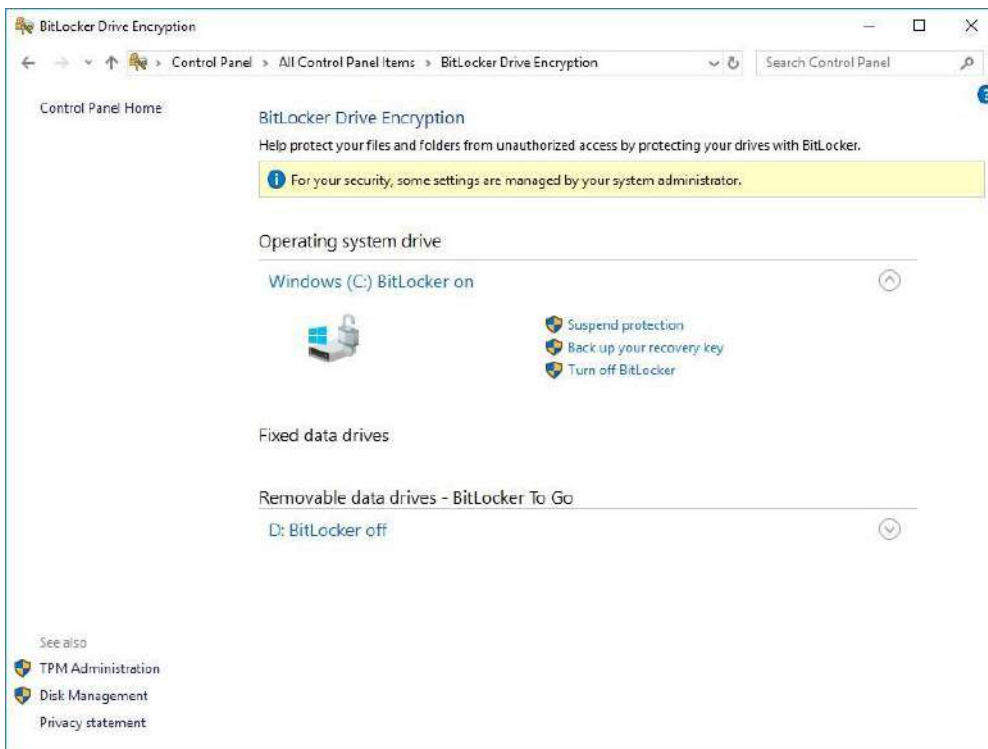 BitLocker Drive Encryption
Control Panel > All Control Panel Items > BitLocker Drive Encryption
Search Control Panel
Control Panel Home
BitLocker Drive Encryption
Help protect your files and folders from unauthorized access by protecting your drives with BitLocker.
For your security, some settings are managed by your system administrator.
Operating system drive
Windows (C:) BitLocker on
Suspend protection
Back up your recovery key
Turn off BitLocker
Fixed data drives
Removable data drives - BitLocker To Go
D: BitLocker off
See also
TPM Administration
Disk Management
Privacy statement